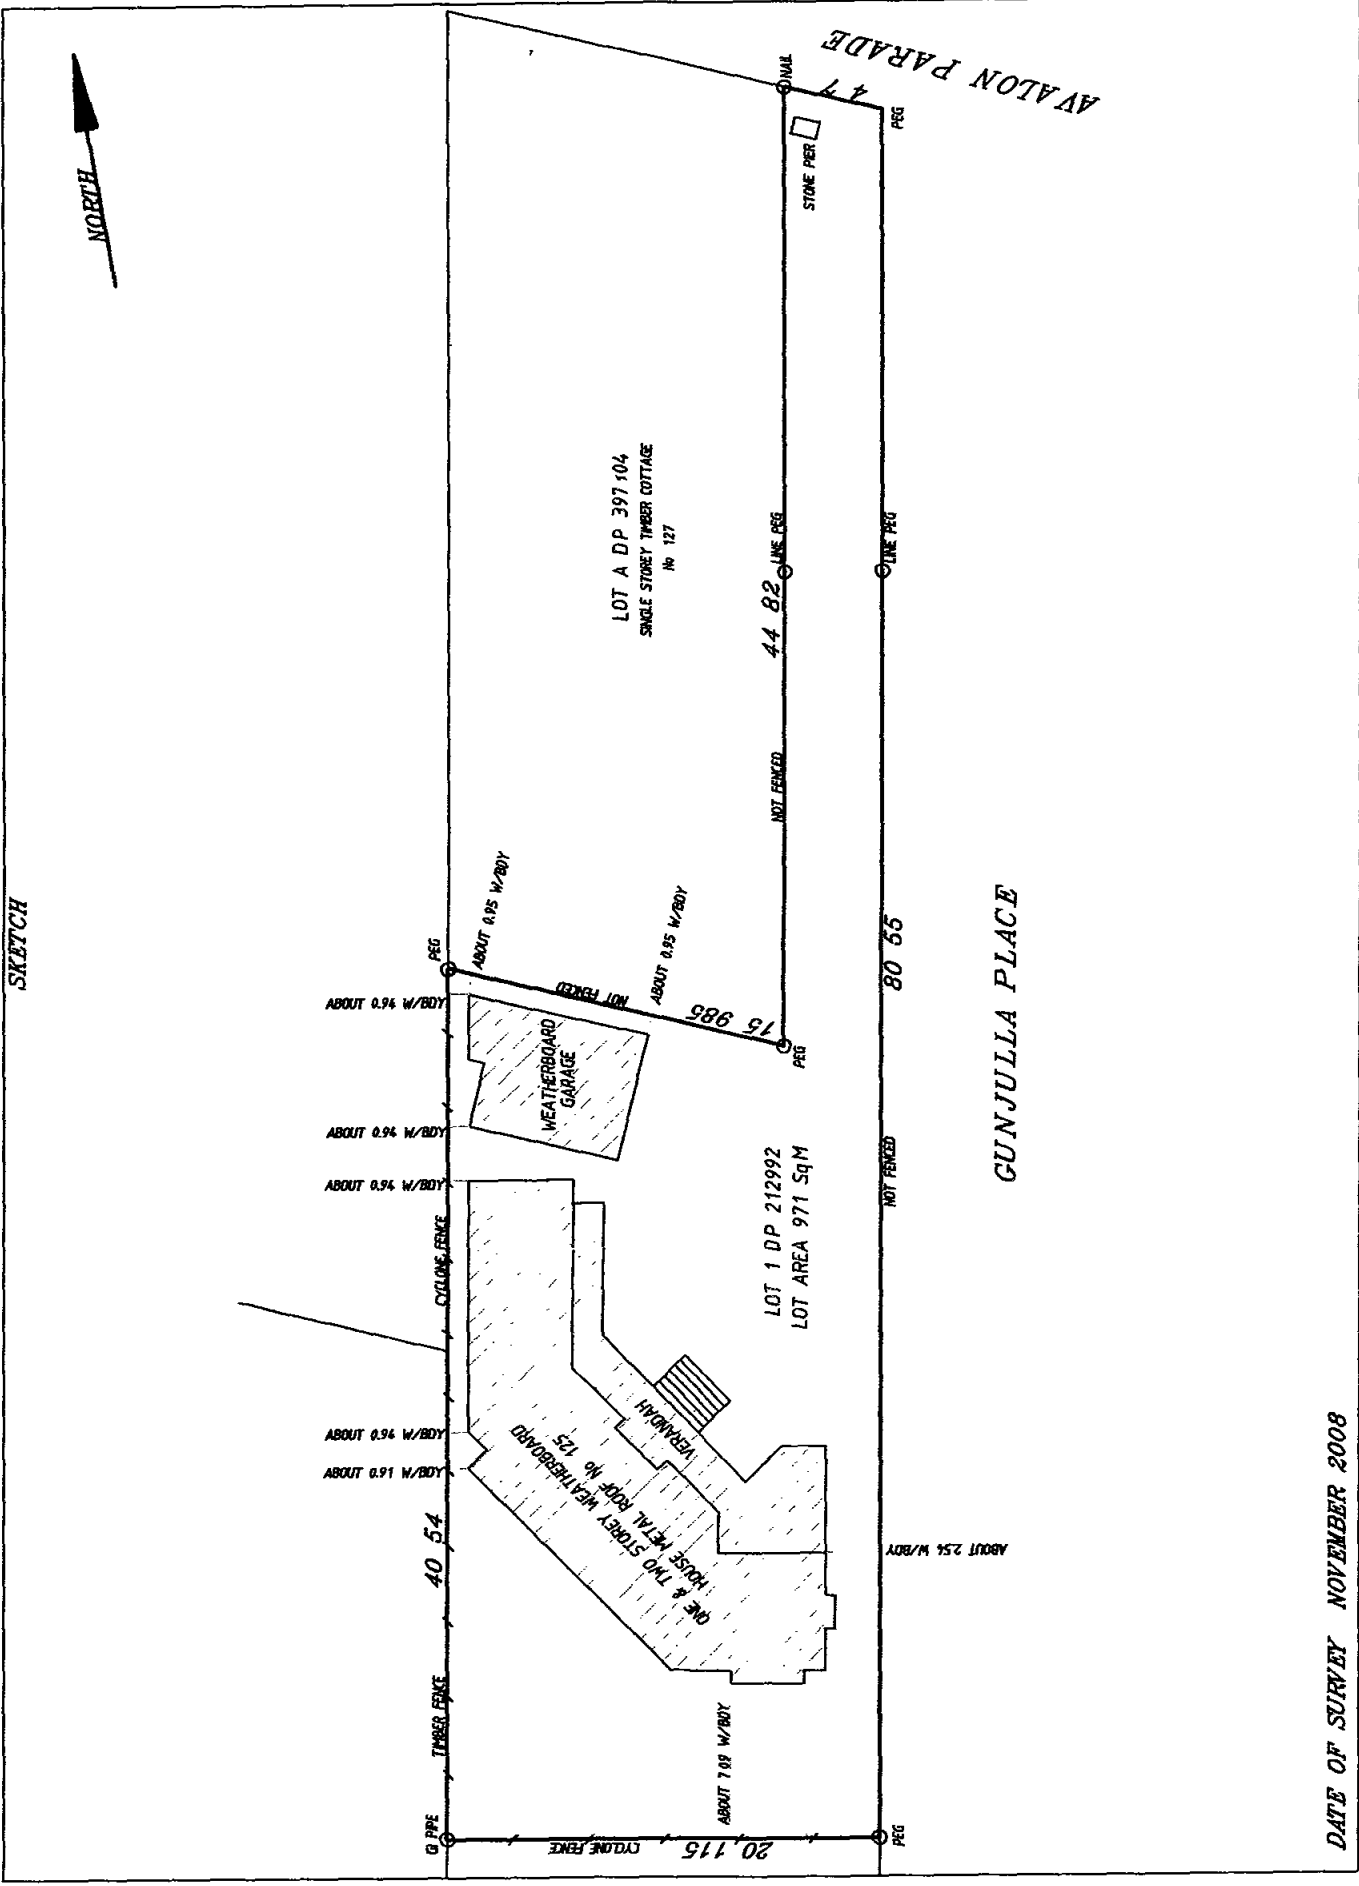 SKETCH
NORTH
AVALON PARADE
NAIL
4 7
PEG
STONE PIER
LOT A DP 397104
SINGLE STOREY TIMBER COTTAGE
No 127
LINE PEG
LINE PEG
44 82
NOT FENCED
PEG
ABOUT 0.95 W/BDY
ABOUT 0.95 W/BDY
NOT FENCED
15 985
PEG
80 55
GUNJULLA PLACE
ABOUT 0.94 W/BDY
WEATHERBOARD
GARAGE
ABOUT 0.94 W/BDY
ABOUT 0.94 W/BDY
CYCLONE FENCE
LOT 1 DP 212992
LOT AREA 971 SqM
NOT FENCED
VERANDAH
ABOUT 0.94 W/BDY
ABOUT 0.91 W/BDY
ONE & TWO STOREY WEATHERBOARD
HOUSE METAL ROOF No 125
40 54
ABOUT 2.54 W/BDY
TIMBER FENCE
ABOUT 7 09 W/BDY
GI PIPE
CYCLONE FENCE
20 115
PEG
DATE OF SURVEY NOVEMBER 2008